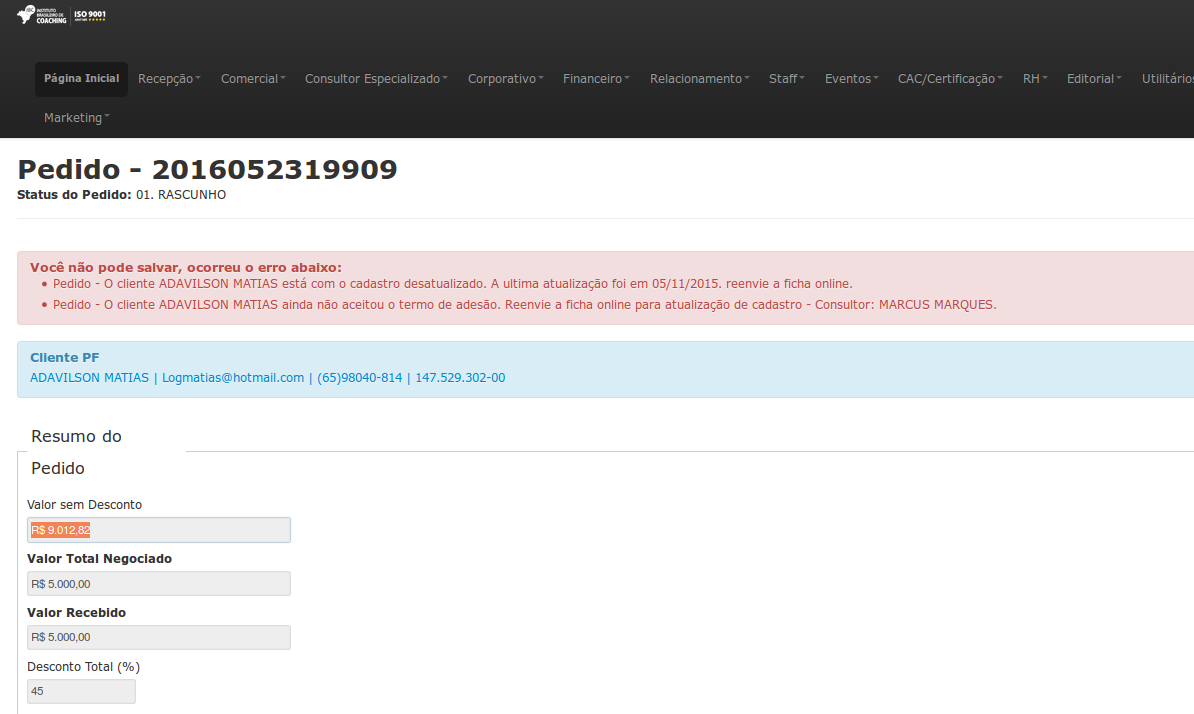 IBC INSTITUTO
BRASILEIRO DE
COACHING
ISO 9001
Página Inicial Recepção Comercial Consultor Especializado Corporativo Financeiro Relacionamento Staff Eventos CAC/Certificação RH Editorial Utilitários
Marketing
Pedido - 2016052319909
Status do Pedido: 01. RASCUNHO
Você não pode salvar, ocorreu o erro abaixo:
• Pedido - O cliente ADAVILSON MATIAS está com o cadastro desatualizado. A ultima atualização foi em 05/11/2015. reenvie a ficha online.
• Pedido - O cliente ADAVILSON MATIAS ainda não aceitou o termo de adesão. Reenvie a ficha online para atualização de cadastro - Consultor: MARCUS MARQUES.
Cliente PF
ADAVILSON MATIAS | Logmatias@hotmail.com | (65)98040-814 | 147.529.302-00
Resumo do
Pedido
Valor sem Desconto
R$ 9.012,82
Valor Total Negociado
R$ 5.000,00
Valor Recebido
R$ 5.000,00
Desconto Total (%)
45